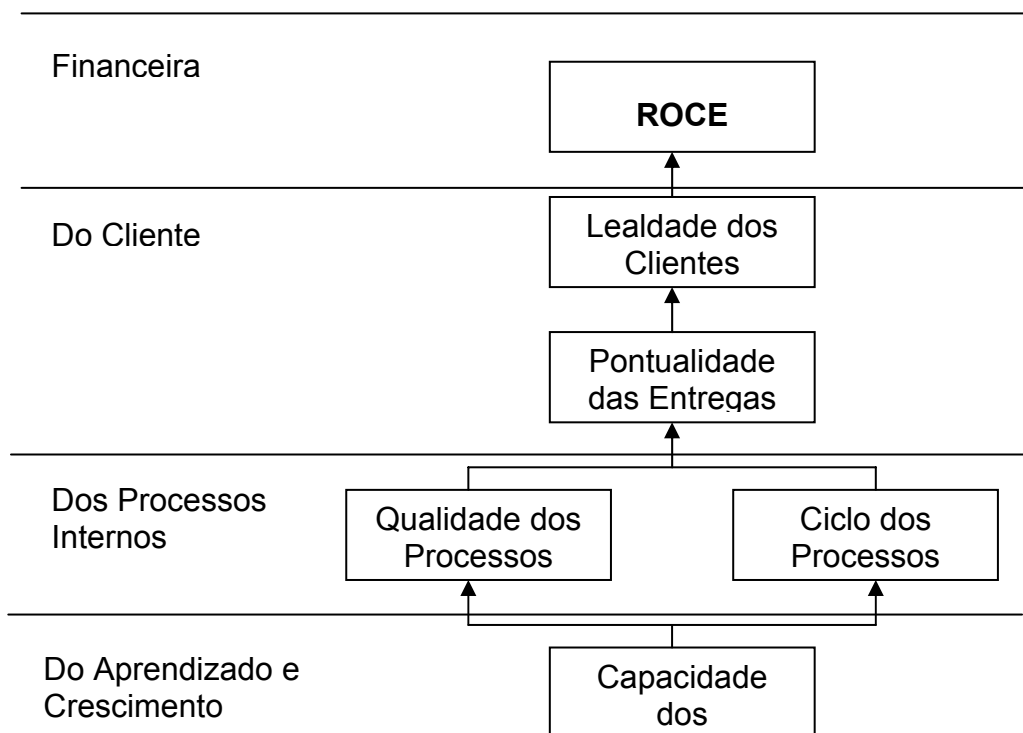 Financeira
ROCE
Do Cliente
Lealdade dos
Clientes
Pontualidade
das Entregas
Dos Processos
Internos
Qualidade dos
Processos
Ciclo dos
Processos
Do Aprendizado e
Crescimento
Capacidade
dos